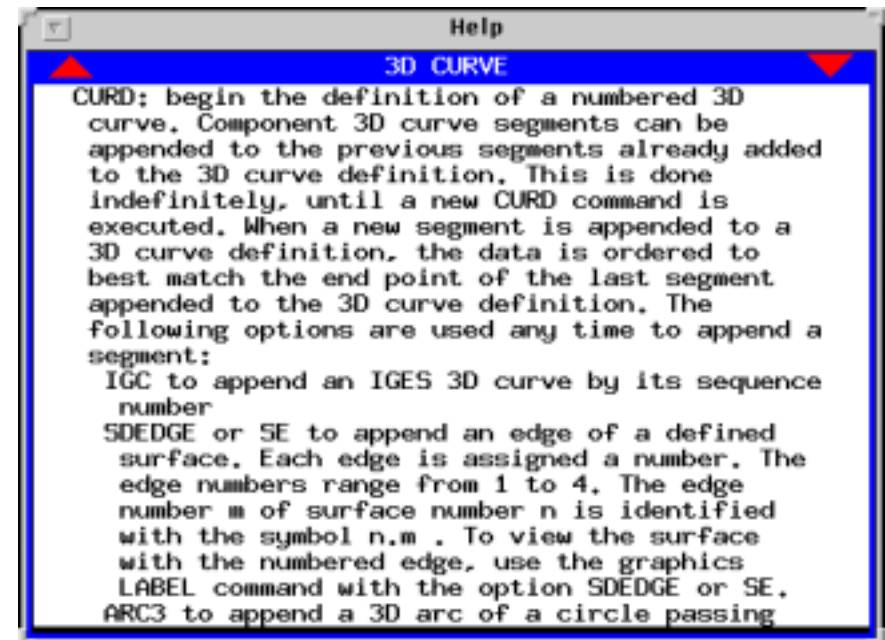 Help
3D CURVE
CURD: begin the definition of a numbered 3D
curve. Component 3D curve segments can be
appended to the previous segments already added
to the 3D curve definition. This is done
indefinitely, until a new CURD command is
executed. When a new segment is appended to a
3D curve definition, the data is ordered to
best match the end point of the last segment
appended to the 3D curve definition. The
following options are used any time to append a
segment:
IGC to append an IGES 3D curve by its sequence
number
SDEDGE or SE to append an edge of a defined
surface. Each edge is assigned a number. The
edge numbers range from 1 to 4. The edge
number m of surface number n is identified
with the symbol n.m . To view the surface
with the numbered edge, use the graphics
LABEL command with the option SDEDGE or SE.
ARC3 to append a 3D arc of a circle passing